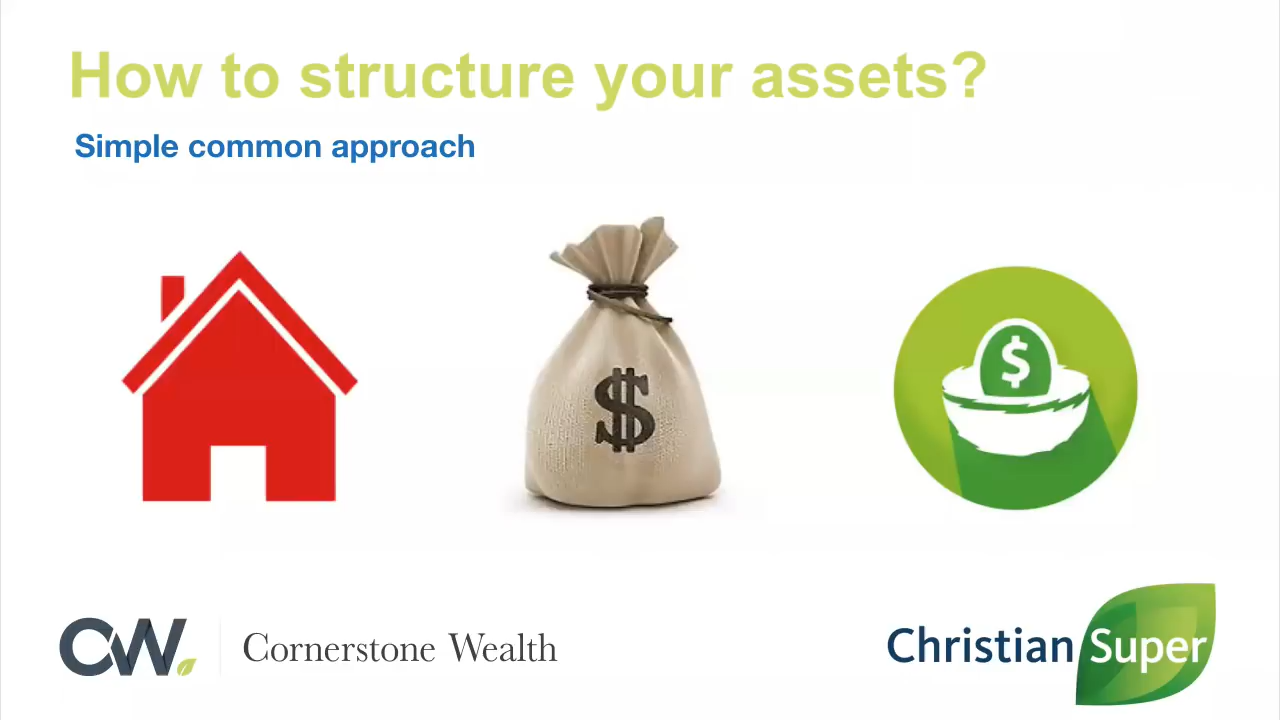 How to structure your assets?
Simple common approach
$
$
CW.
Cornerstone Wealth
Christian Super